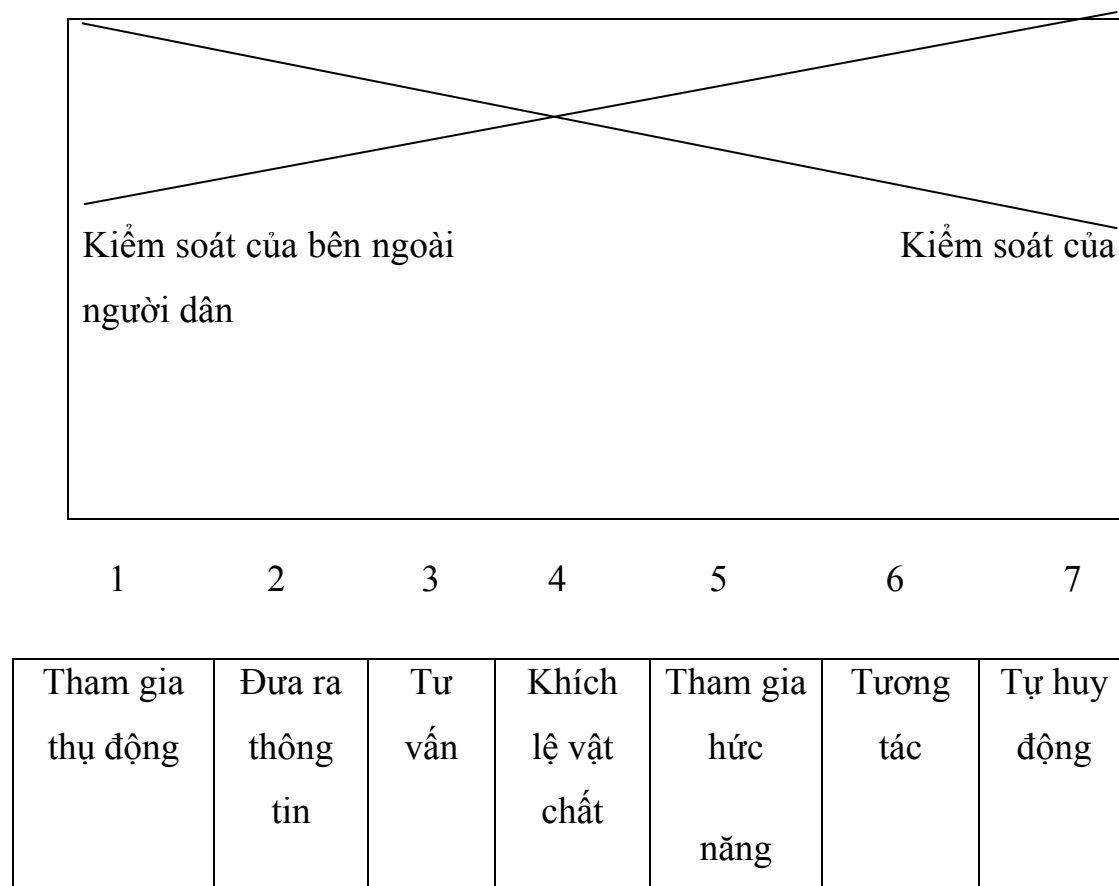 Kiểm soát của bên ngoài Kiểm soát của
người dân
1 2 3 4 5 6 7
Tham gia thụ động
Đưa ra thông tin
Tư vấn
Khích lệ vật chất
Tham gia hức năng
Tương tác
Tự huy động